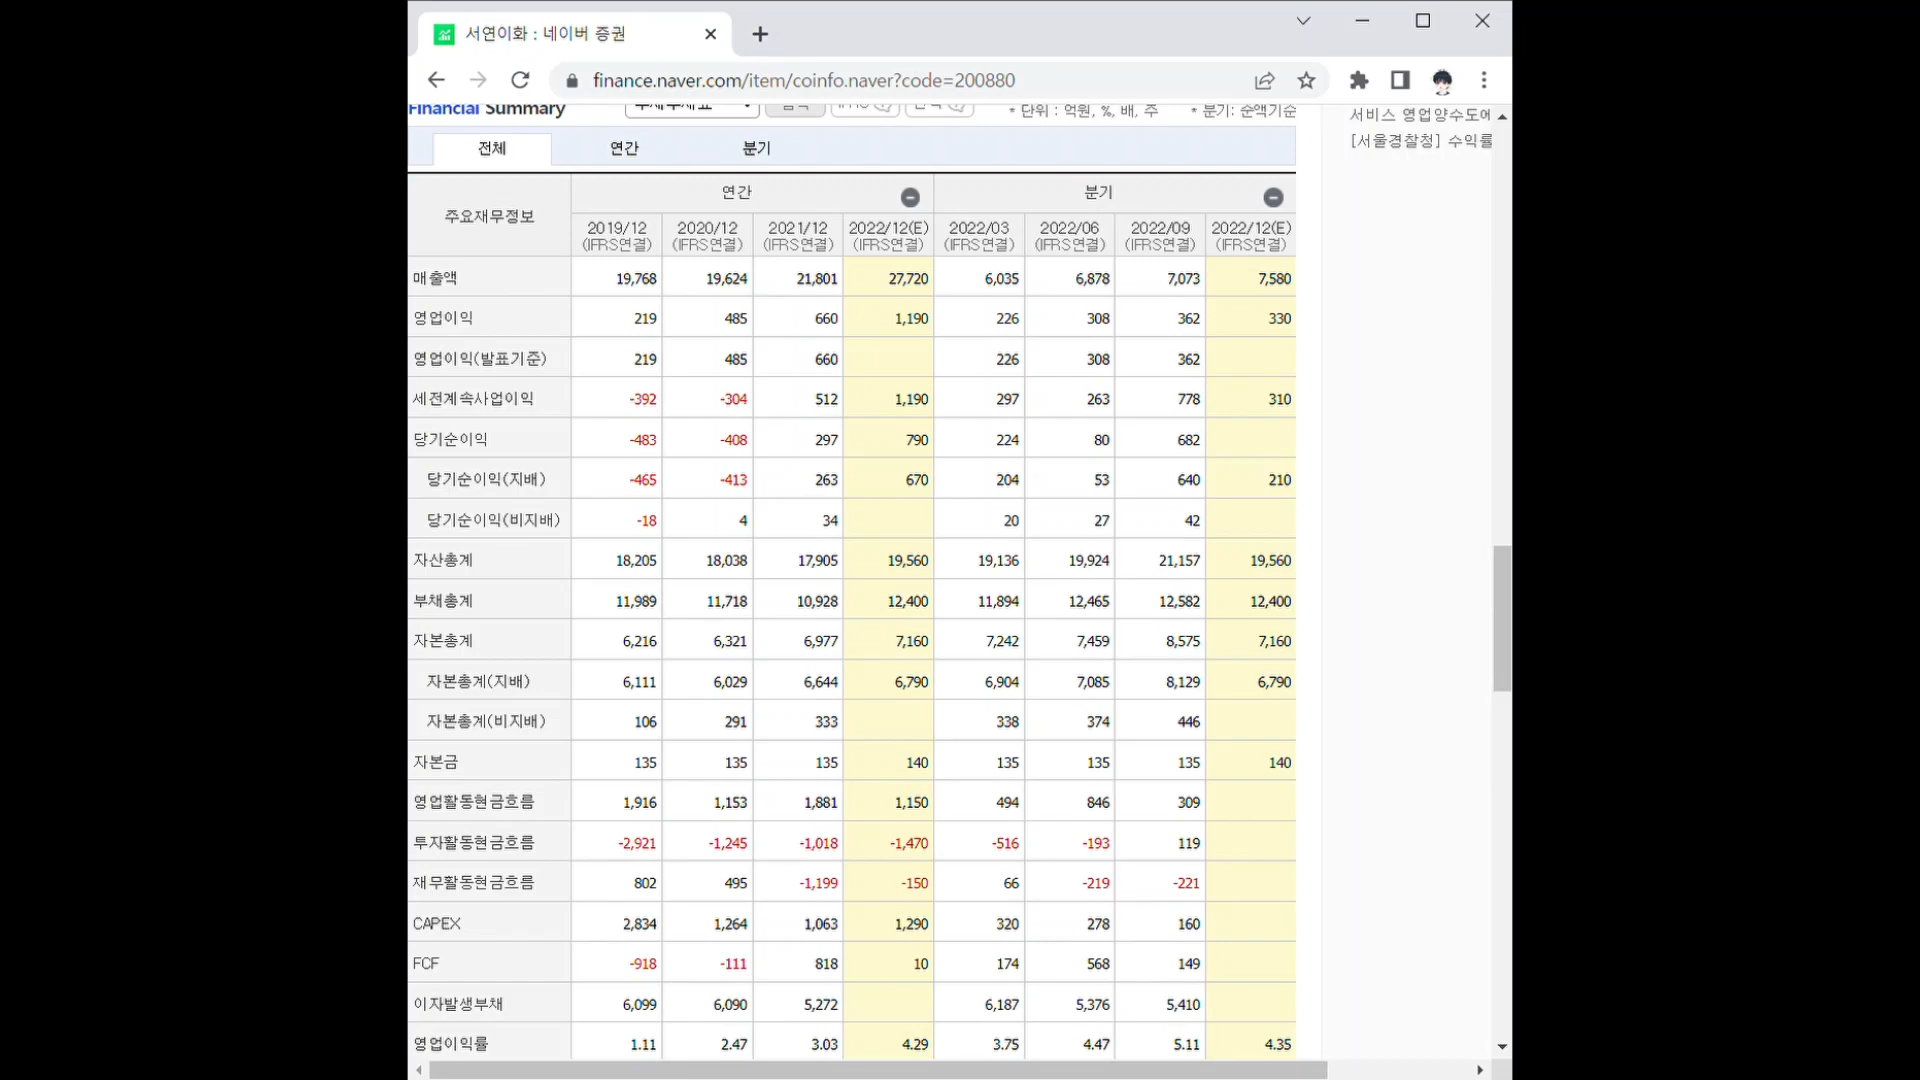 서연이화 : 네이버 증권
finance.naver.com/item/coinfo.naver?code=200880
Financial Summary
* 단위 : 억원, %, 배, 주 * 분기: 순액기준
서비스 영업양수도에
[서울경찰청] 수익률
전체 연간 분기
주요재무정보 연간 분기
2019/12 2020/12 2021/12 2022/12(E) 2022/03 2022/06 2022/09 2022/12(E)
(IFRS연결) (IFRS연결) (IFRS연결) (IFRS연결) (IFRS연결) (IFRS연결) (IFRS연결) (IFRS연결)
매출액 19,768 19,624 21,801 27,720 6,035 6,878 7,073 7,580
영업이익 219 485 660 1,190 226 308 362 330
영업이익(발표기준) 219 485 660 226 308 362
세전계속사업이익 -392 -304 512 1,190 297 263 778 310
당기순이익 -483 -408 297 790 224 80 682
당기순이익(지배) -465 -413 263 670 204 53 640 210
당기순이익(비지배) -18 4 34 20 27 42
자산총계 18,205 18,038 17,905 19,560 19,136 19,924 21,157 19,560
부채총계 11,989 11,718 10,928 12,400 11,894 12,465 12,582 12,400
자본총계 6,216 6,321 6,977 7,160 7,242 7,459 8,575 7,160
자본총계(지배) 6,111 6,029 6,644 6,790 6,904 7,085 8,129 6,790
자본총계(비지배) 106 291 333 338 374 446
자본금 135 135 135 140 135 135 135 140
영업활동현금흐름 1,916 1,153 1,881 1,150 494 846 309
투자활동현금흐름 -2,921 -1,245 -1,018 -1,470 -516 -193 119
재무활동현금흐름 802 495 -1,199 -150 66 -219 -221
CAPEX 2,834 1,264 1,063 1,290 320 278 160
FCF -918 -111 818 10 174 568 149
이자발생부채 6,099 6,090 5,272 6,187 5,376 5,410
영업이익률 1.11 2.47 3.03 4.29 3.75 4.47 5.11 4.35